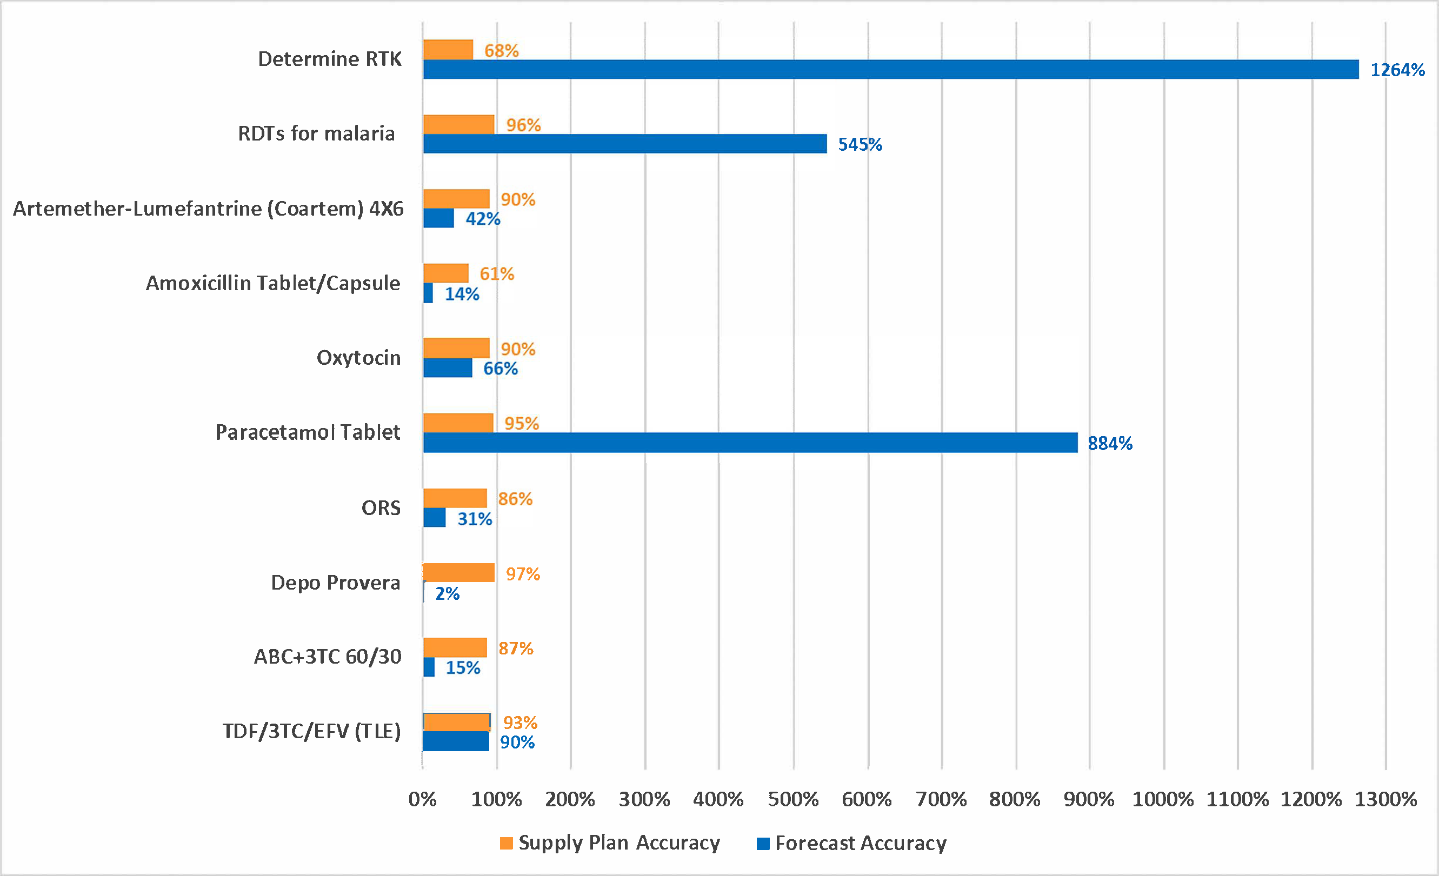 Determine RTK
68%
1264%
RDTs for malaria
96%
545%
Artemether-Lumefantrine (Coartem) 4X6
90%
42%
Amoxicillin Tablet/Capsule
61%
14%
Oxytocin
90%
66%
Paracetamol Tablet
95%
884%
ORS
86%
31%
Depo Provera
97%
2%
ABC+3TC 60/30
87%
15%
TDF/3TC/EFV (TLE)
93%
90%
0% 100% 200% 300% 400% 500% 600% 700% 800% 900% 1000% 1100% 1200% 1300%
Supply Plan Accuracy Forecast Accuracy